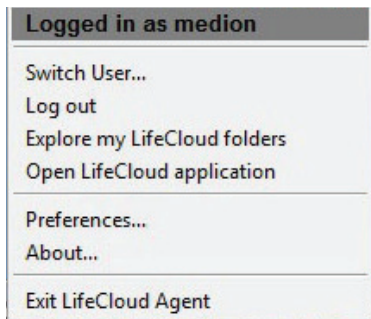 Logged in as medion
Switch User...
Log out
Explore my LifeCloud folders
Open LifeCloud application
Preferences...
About...
Exit LifeCloud Agent